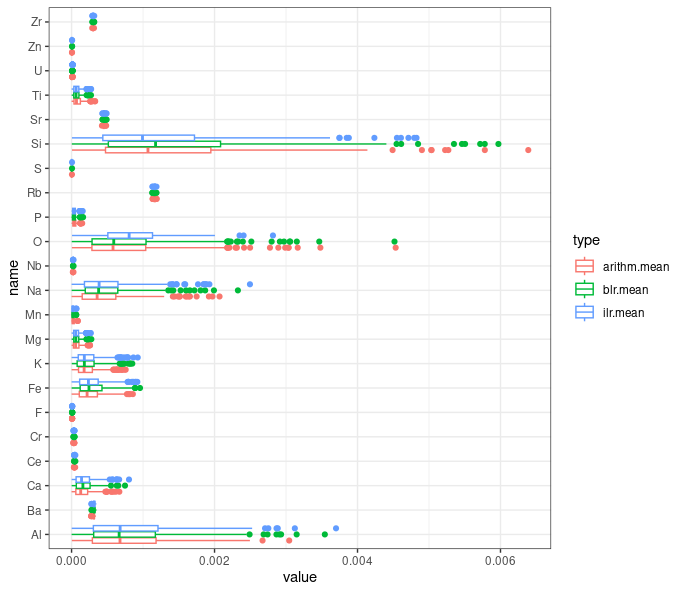 Zr
Zn
U
Ti
Sr
Si
S
Rb
P
O
Nb
Na
Mn
Mg
K
Fe
F
Cr
Ce
Ca
Ba
Al
name
0.000 0.002 0.004 0.006
value
type
arithm.mean
blr.mean
ilr.mean